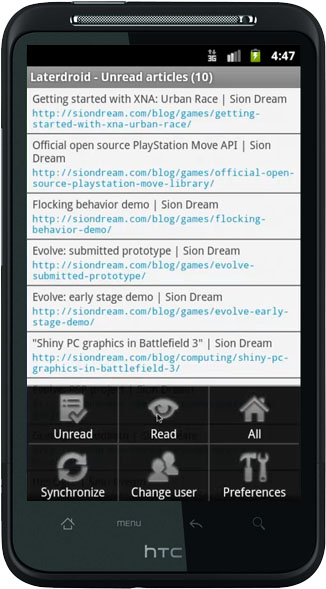 3G
4:47
Laterdroid - Unread articles (10)
Getting started with XNA: Urban Race | Sion Dream
http://siondream.com/blog/games/getting-
started-with-xna-urban-race/
Official open source PlayStation Move API | Sion
Dream
http://siondream.com/blog/games/official-open-
source-playstation-move-library/
Flocking behavior demo | Sion Dream
http://siondream.com/blog/games/flocking-
behavior-demo/
Evolve: submitted prototype | Sion Dream
http://siondream.com/blog/games/evolve-
submitted-prototype/
Evolve: early stage demo | Sion Dream
http://siondream.com/blog/games/evolve-early-
stage-demo/
"Shiny PC graphics in Battlefield 3" | Sion Dream
http://siondream.com/blog/computing/shiny-pc-
graphics-in-battlefield-3/
Unread
Read
All
Synchronize
Change user
Preferences
MENU
hTC